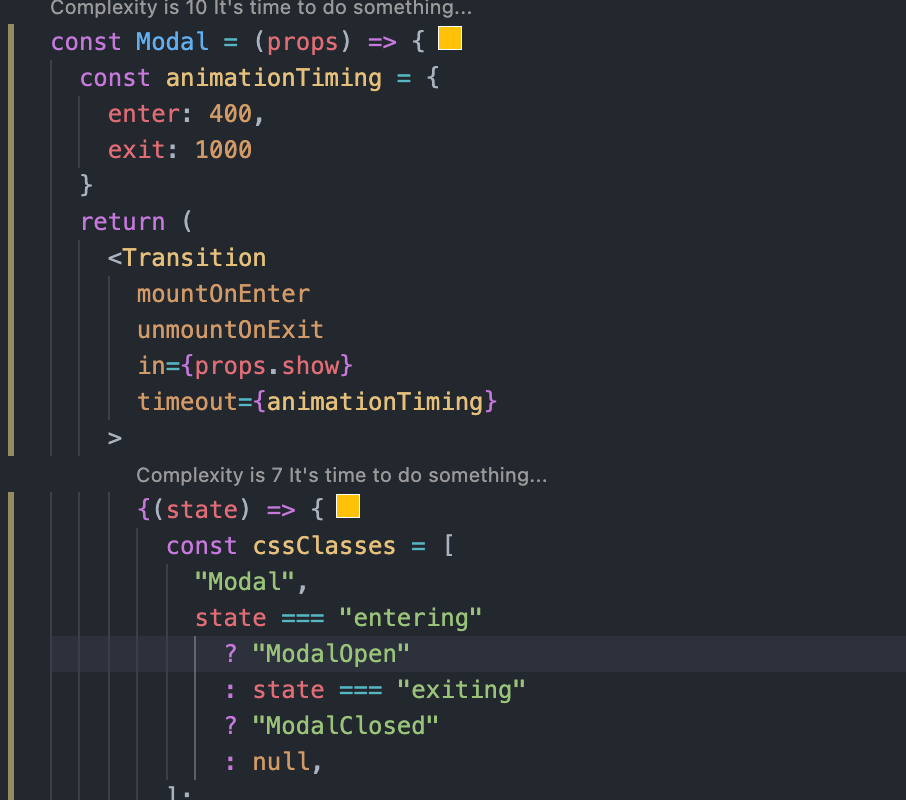 Complexity is 10 It's time to do something...
const Modal = (props) => {
const animationTiming = {
enter: 400,
exit: 1000
}
return (
<Transition
mountOnEnter
unmountOnExit
in={props.show}
timeout={animationTiming}
>
Complexity is 7 It's time to do something...
{(state) => {
const cssClasses = [
"Modal",
state === "entering"
? "ModalOpen"
: state === "exiting"
? "ModalClosed"
: null,
];